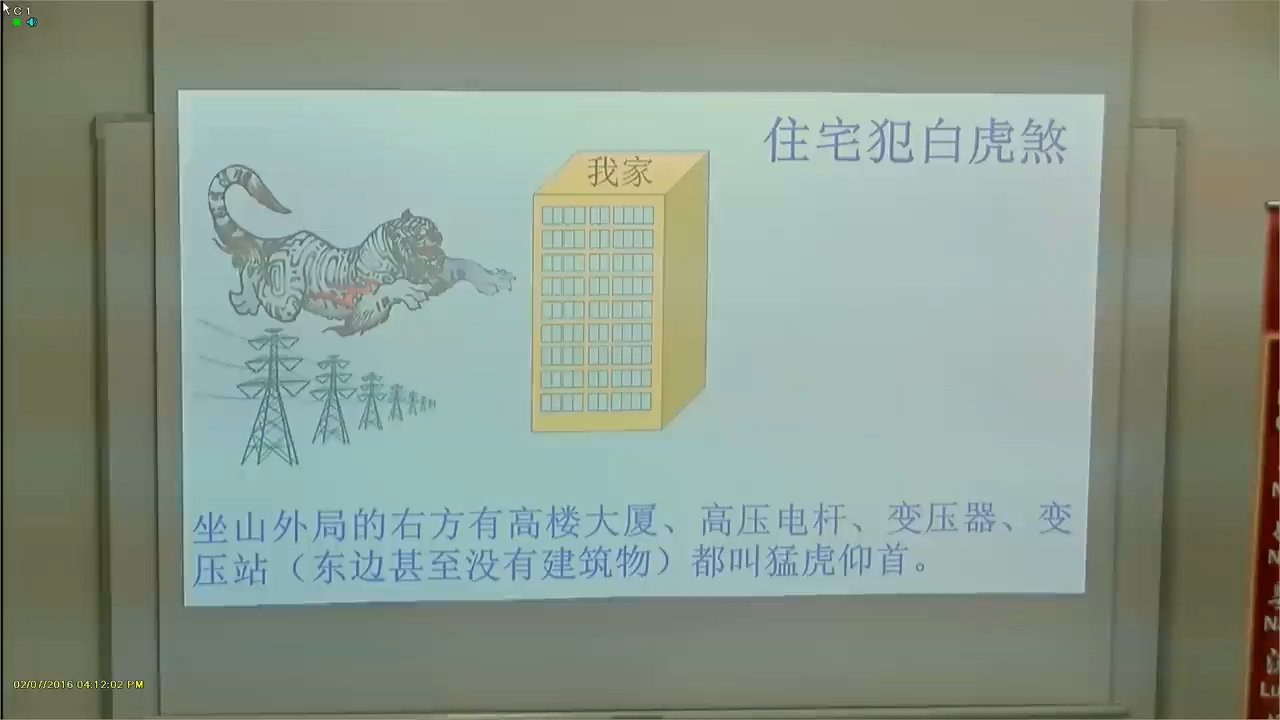 C 1
住宅犯白虎煞
我家
坐山外局的右方有高楼大厦、高压电杆、变压器、变
压站（东边甚至没有建筑物）都叫猛虎仰首。
02/07/2016 04:12:02 PM